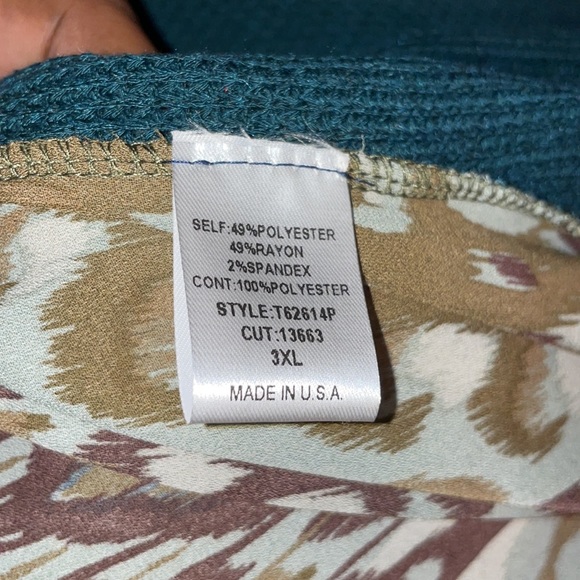 SELF:49%POLYESTER
49%RAYON
2%SPANDEX
CONT:100%POLYESTER
STYLE:T62614P
CUT:13663
3XL
MADE IN U.S.A.